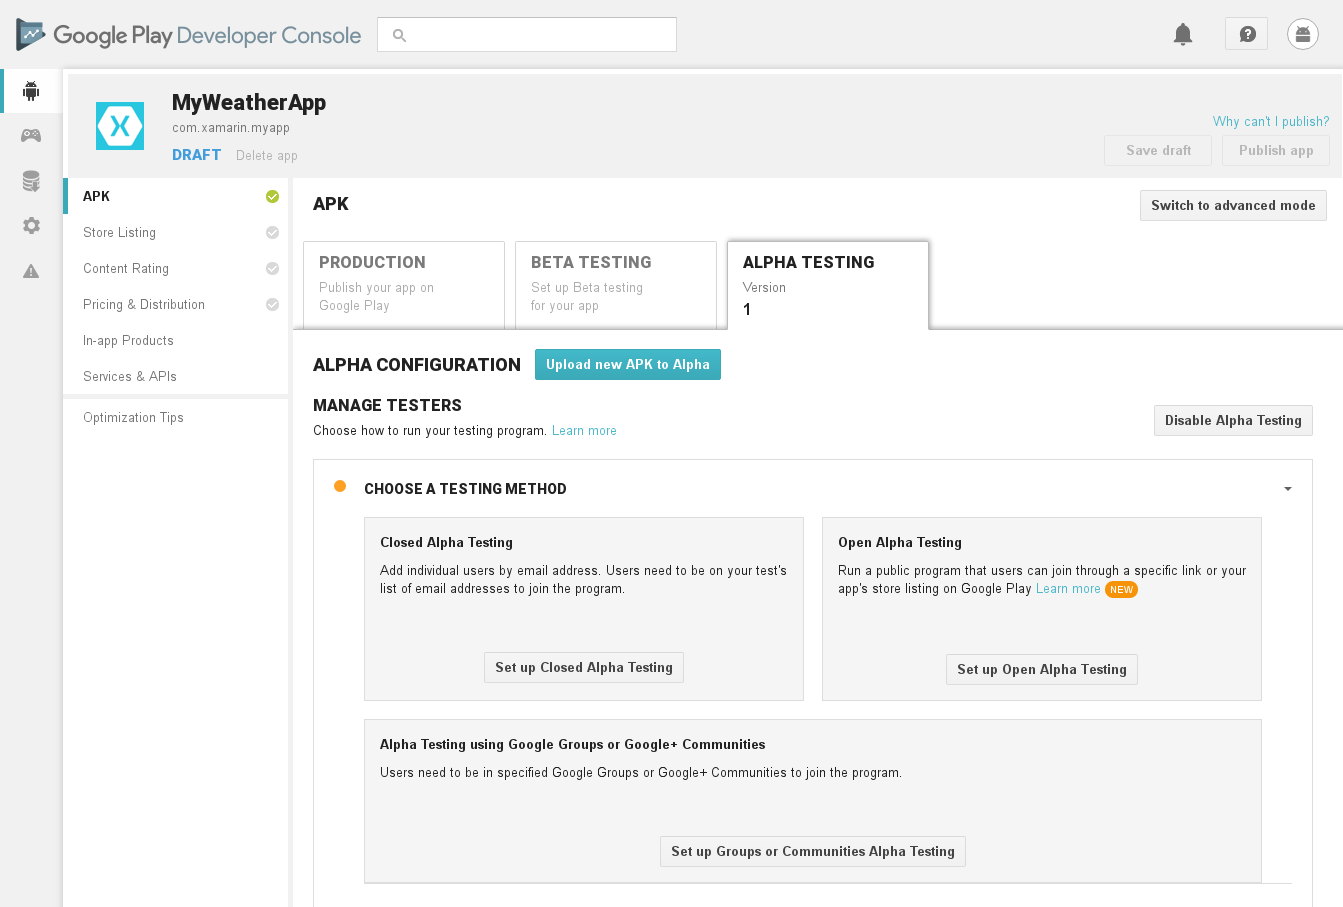 Google Play Developer Console
MyWeatherApp
com.xamarin.myapp
DRAFT Delete app
Why can't I publish?
Save draft Publish app
APK
Store Listing
Content Rating
Pricing & Distribution
In-app Products
Services & APIs
Optimization Tips
APK
Switch to advanced mode
PRODUCTION
Publish your app on
Google Play
BETA TESTING
Set up Beta testing
for your app
ALPHA TESTING
Version
1
ALPHA CONFIGURATION Upload new APK to Alpha
MANAGE TESTERS
Choose how to run your testing program. Learn more
Disable Alpha Testing
CHOOSE A TESTING METHOD
Closed Alpha Testing
Add individual users by email address. Users need to be on your test's
list of email addresses to join the program.
Set up Closed Alpha Testing
Open Alpha Testing
Run a public program that users can join through a specific link or your
app's store listing on Google Play Learn more NEW
Set up Open Alpha Testing
Alpha Testing using Google Groups or Google+ Communities
Users need to be in specified Google Groups or Google+ Communities to join the program.
Set up Groups or Communities Alpha Testing